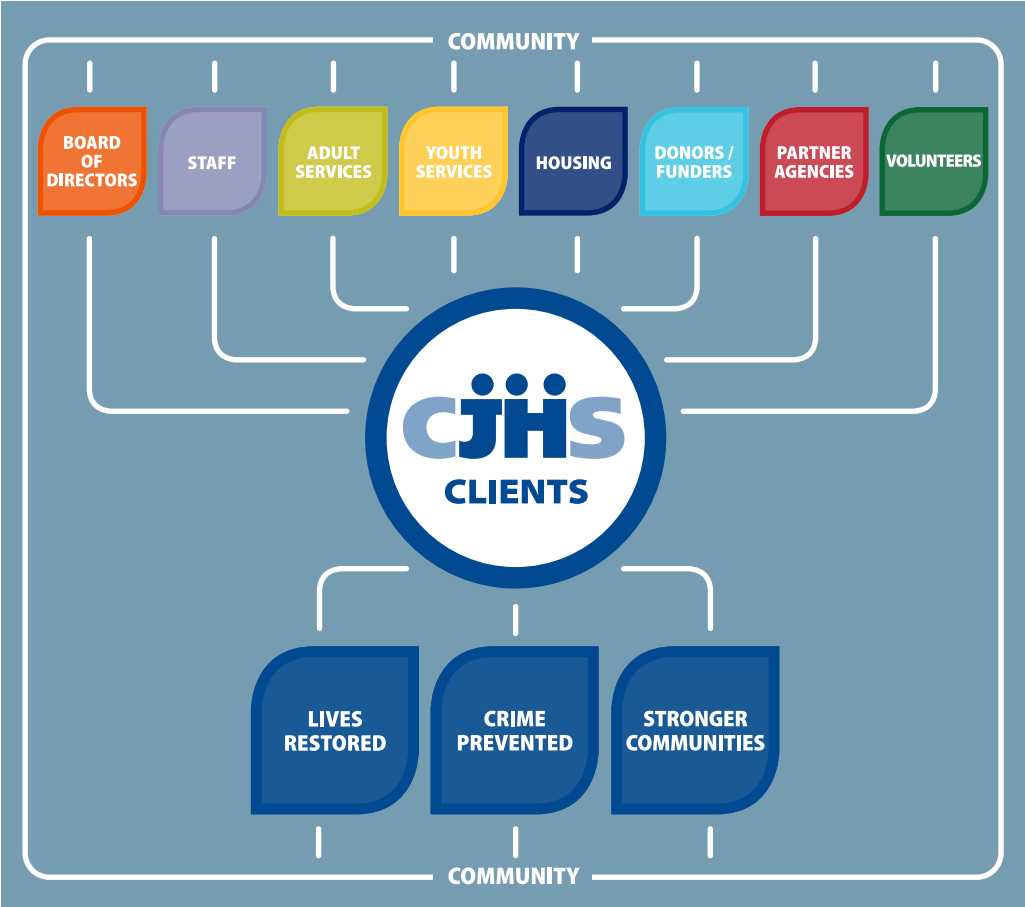 COMMUNITY
BOARD
OF
DIRECTORS
STAFF
ADULT
SERVICES
YOUTH
SERVICES
HOUSING
DONORS /
FUNDERS
PARTNER
AGENCIES
VOLUNTEERS
CJHS
CLIENTS
LIVES
RESTORED
CRIME
PREVENTED
STRONGER
COMMUNITIES
COMMUNITY